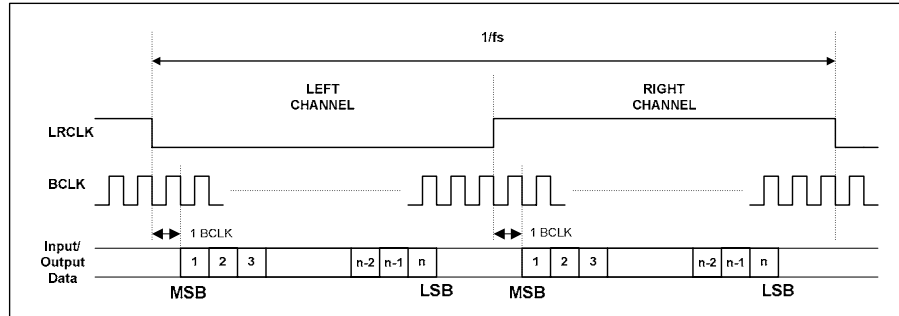 1/fs
LEFT
CHANNEL
RIGHT
CHANNEL
LRCLK
BCLK
1 BCLK
1 BCLK
Input/
Output
Data
1 2 3 n-2 n-1 n 1 2 3 n-2 n-1 n
MSB LSB MSB LSB